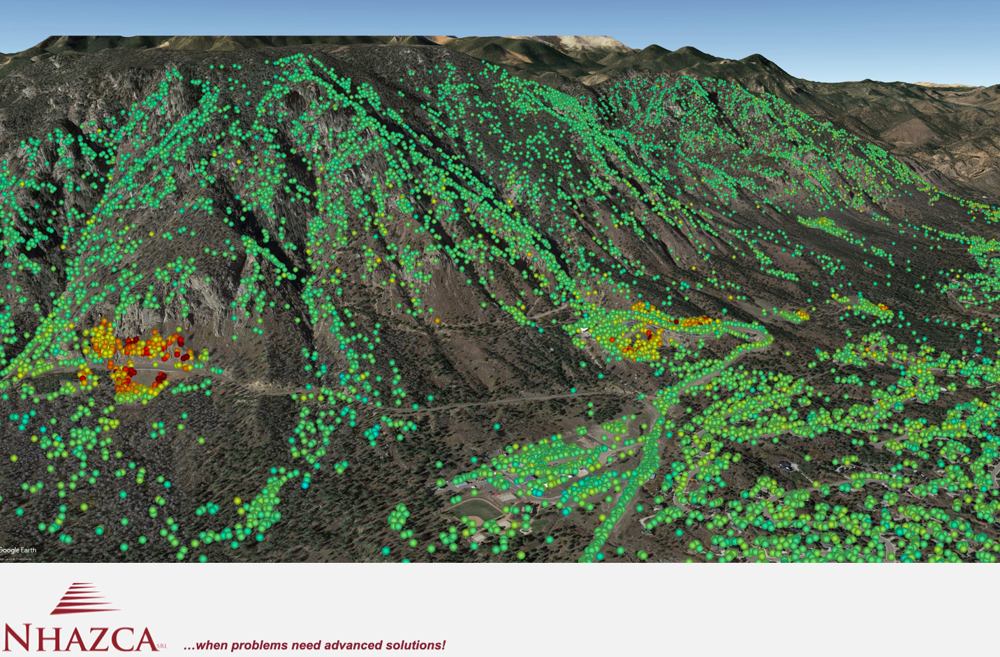 Google Earth
NHAZCA SRL
...when problems need advanced solutions!